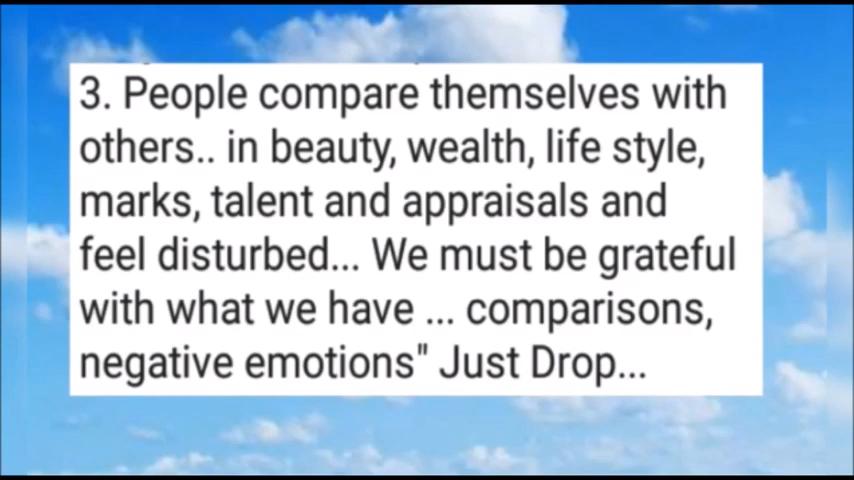 3. People compare themselves with
others.. in beauty, wealth, life style,
marks, talent and appraisals and
feel disturbed... We must be grateful
with what we have ... comparisons,
negative emotions" Just Drop...